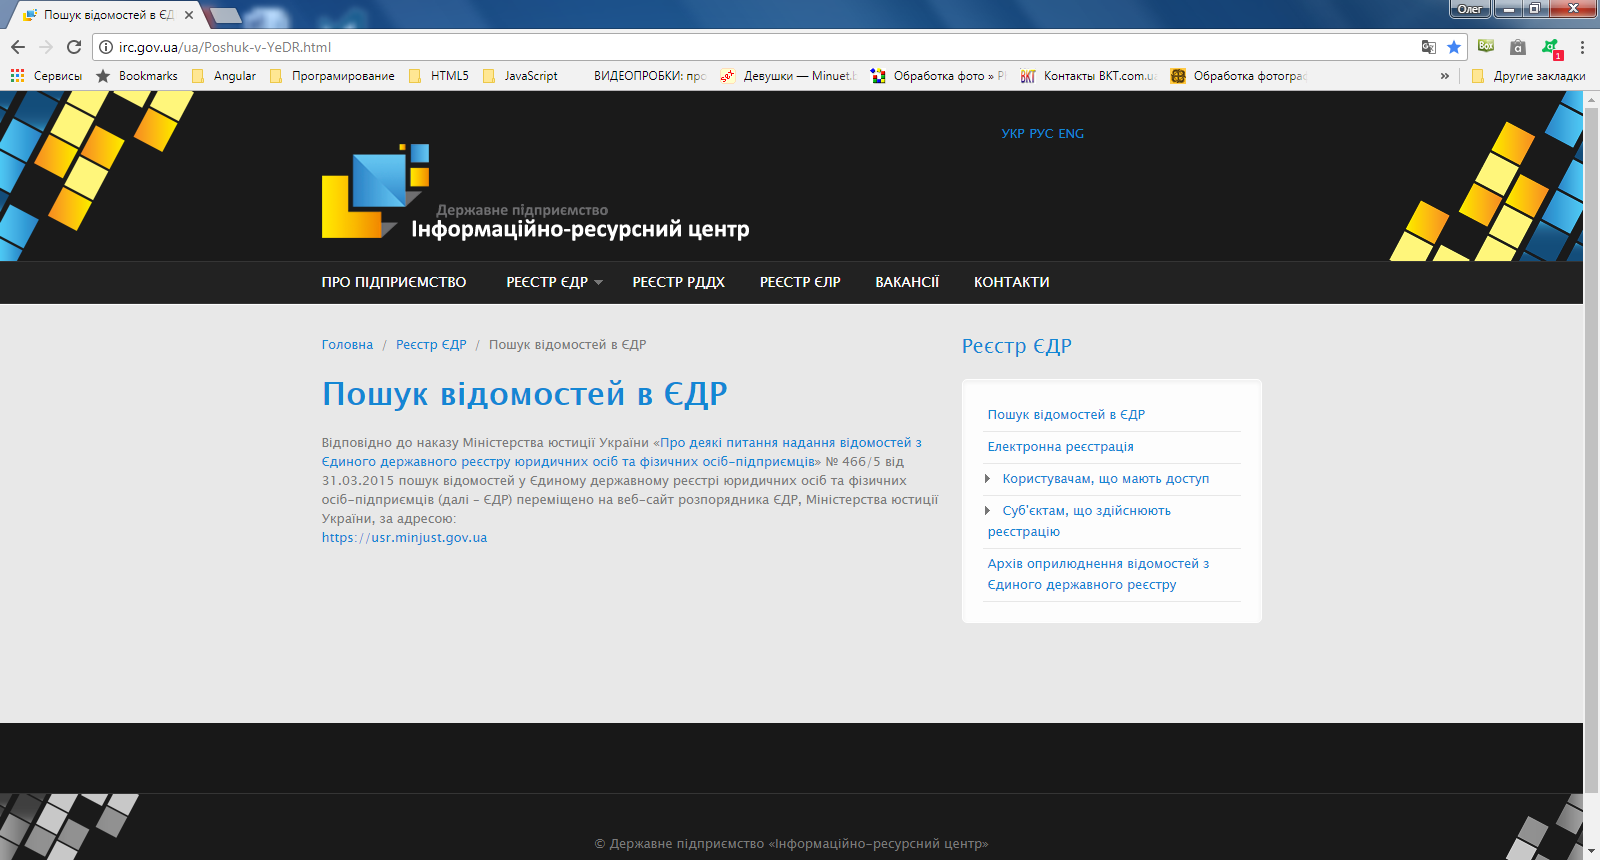 Пошук відомостей в ЄД
Олег
irc.gov.ua/ua/Poshuk-v-YeDR.html
Box
a
1
Сервисы Bookmarks Angular Програмирование HTML5 JavaScript ВИДЕОПРОБКИ: про Девушки — Minuet.b Обработка фото » Р ВКТ Контакты BKT.com.u Обработка фотограф » Другие закладки
УКР РУС ENG
Державне підприємство
Інформаційно-ресурсний центр
ПРО ПІДПРИЄМСТВО РЕЄСТР ЄДР РЕЄСТР РДДХ РЕЄСТР ЄЛР ВАКАНСІЇ КОНТАКТИ
Головна / Реєстр ЄДР / Пошук відомостей в ЄДР
Пошук відомостей в ЄДР
Відповідно до наказу Міністерства юстиції України «Про деякі питання надання відомостей з
Єдиного державного реєстру юридичних осіб та фізичних осіб-підприємців» № 466/5 від
31.03.2015 пошук відомостей у Єдиному державному реєстрі юридичних осіб та фізичних
осіб-підприємців (далі - ЄДР) переміщено на веб-сайт розпорядника ЄДР, Міністерства юстиції
України, за адресою:
https://usr.minjust.gov.ua
Реєстр ЄДР
Пошук відомостей в ЄДР
Електронна реєстрація
Користувачам, що мають доступ
Суб'єктам, що здійснюють
реєстрацію
Архів оприлюднення відомостей з
Єдиного державного реєстру
© Державне підприємство «Інформаційно-ресурсний центр»